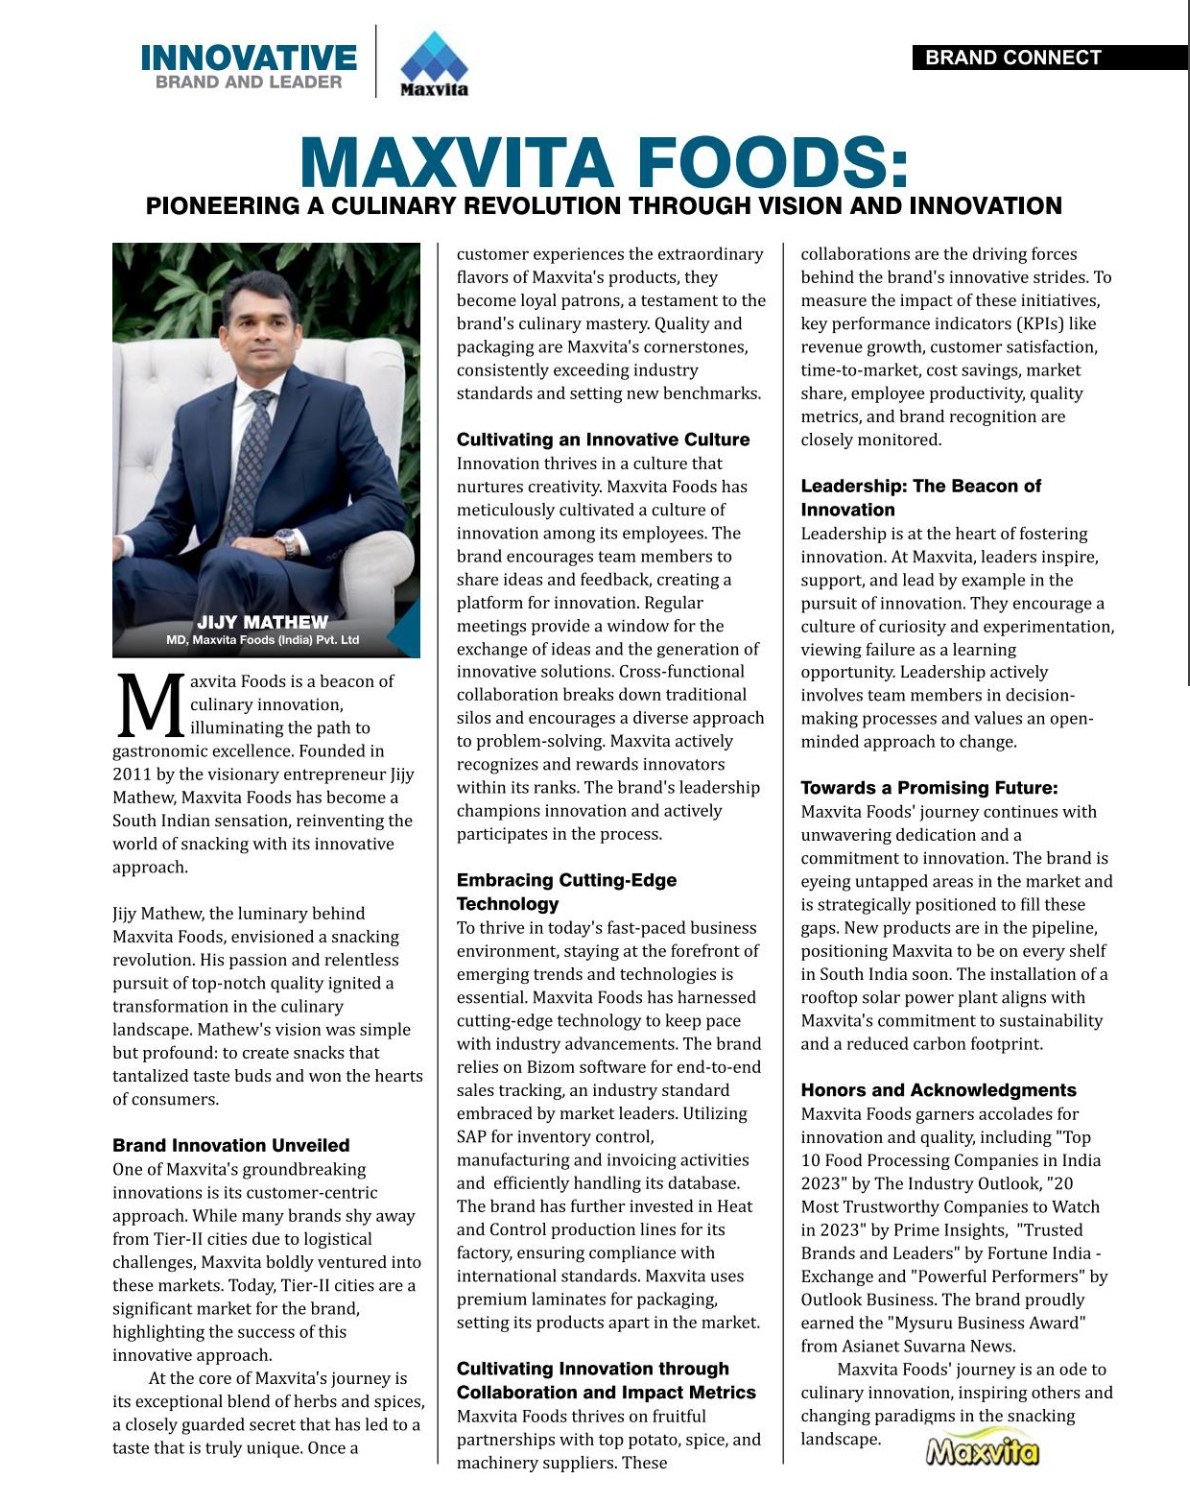 INNOVATIVE
BRAND AND LEADER
Maxvita
BRAND CONNECT
MAXVITA FOODS:
PIONEERING A CULINARY REVOLUTION THROUGH VISION AND INNOVATION
JIJY MATHEW
MD, Maxvita Foods (India) Pvt. Ltd
Maxvita Foods is a beacon of
culinary innovation,
illuminating the path to
gastronomic excellence. Founded in
2011 by the visionary entrepreneur Jijy
Mathew, Maxvita Foods has become a
South Indian sensation, reinventing the
world of snacking with its innovative
approach.
Jijy Mathew, the luminary behind
Maxvita Foods, envisioned a snacking
revolution. His passion and relentless
pursuit of top-notch quality ignited a
transformation in the culinary
landscape. Mathew's vision was simple
but profound: to create snacks that
tantalized taste buds and won the hearts
of consumers.
Brand Innovation Unveiled
One of Maxvita's groundbreaking
innovations is its customer-centric
approach. While many brands shy away
from Tier-II cities due to logistical
challenges, Maxvita boldly ventured into
these markets. Today, Tier-II cities are a
significant market for the brand,
highlighting the success of this
innovative approach.
At the core of Maxvita's journey is
its exceptional blend of herbs and spices,
a closely guarded secret that has led to a
taste that is truly unique. Once a
customer experiences the extraordinary
flavors of Maxvita's products, they
become loyal patrons, a testament to the
brand's culinary mastery. Quality and
packaging are Maxvita's cornerstones,
consistently exceeding industry
standards and setting new benchmarks.
Cultivating an Innovative Culture
Innovation thrives in a culture that
nurtures creativity. Maxvita Foods has
meticulously cultivated a culture of
innovation among its employees. The
brand encourages team members to
share ideas and feedback, creating a
platform for innovation. Regular
meetings provide a window for the
exchange of ideas and the generation of
innovative solutions. Cross-functional
collaboration breaks down traditional
silos and encourages a diverse approach
to problem-solving. Maxvita actively
recognizes and rewards innovators
within its ranks. The brand's leadership
champions innovation and actively
participates in the process.
Embracing Cutting-Edge
Technology
To thrive in today's fast-paced business
environment, staying at the forefront of
emerging trends and technologies is
essential. Maxvita Foods has harnessed
cutting-edge technology to keep pace
with industry advancements. The brand
relies on Bizom software for end-to-end
sales tracking, an industry standard
embraced by market leaders. Utilizing
SAP for inventory control,
manufacturing and invoicing activities
and efficiently handling its database.
The brand has further invested in Heat
and Control production lines for its
factory, ensuring compliance with
international standards. Maxvita uses
premium laminates for packaging,
setting its products apart in the market.
Cultivating Innovation through
Collaboration and Impact Metrics
Maxvita Foods thrives on fruitful
partnerships with top potato, spice, and
machinery suppliers. These
collaborations are the driving forces
behind the brand's innovative strides. To
measure the impact of these initiatives,
key performance indicators (KPIs) like
revenue growth, customer satisfaction,
time-to-market, cost savings, market
share, employee productivity, quality
metrics, and brand recognition are
closely monitored.
Leadership: The Beacon of
Innovation
Leadership is at the heart of fostering
innovation. At Maxvita, leaders inspire,
support, and lead by example in the
pursuit of innovation. They encourage a
culture of curiosity and experimentation,
viewing failure as a learning
opportunity. Leadership actively
involves team members in decision-
making processes and values an open-
minded approach to change.
Towards a Promising Future:
Maxvita Foods' journey continues with
unwavering dedication and a
commitment to innovation. The brand is
eyeing untapped areas in the market and
is strategically positioned to fill these
gaps. New products are in the pipeline,
positioning Maxvita to be on every shelf
in South India soon. The installation of a
rooftop solar power plant aligns with
Maxvita's commitment to sustainability
and a reduced carbon footprint.
Honors and Acknowledgments
Maxvita Foods garners accolades for
innovation and quality, including "Top
10 Food Processing Companies in India
2023" by The Industry Outlook, "20
Most Trustworthy Companies to Watch
in 2023" by Prime Insights, "Trusted
Brands and Leaders" by Fortune India -
Exchange and "Powerful Performers" by
Outlook Business. The brand proudly
earned the "Mysuru Business Award"
from Asianet Suvarna News.
Maxvita Foods' journey is an ode to
culinary innovation, inspiring others and
changing paradigms in the snacking
landscape.
Maxvita